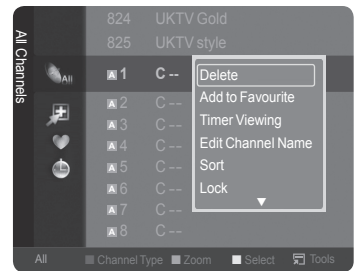 All Channels
824 UKTV Gold
825 UKTV style
All
A 1 C --
A 2 C --
A 3 C --
A 4 C --
A 5 C --
A 6 C --
A 7 C --
A 8 C --
Delete
Add to Favourite
Timer Viewing
Edit Channel Name
Sort
Lock
All Channel Type Zoom Select Tools